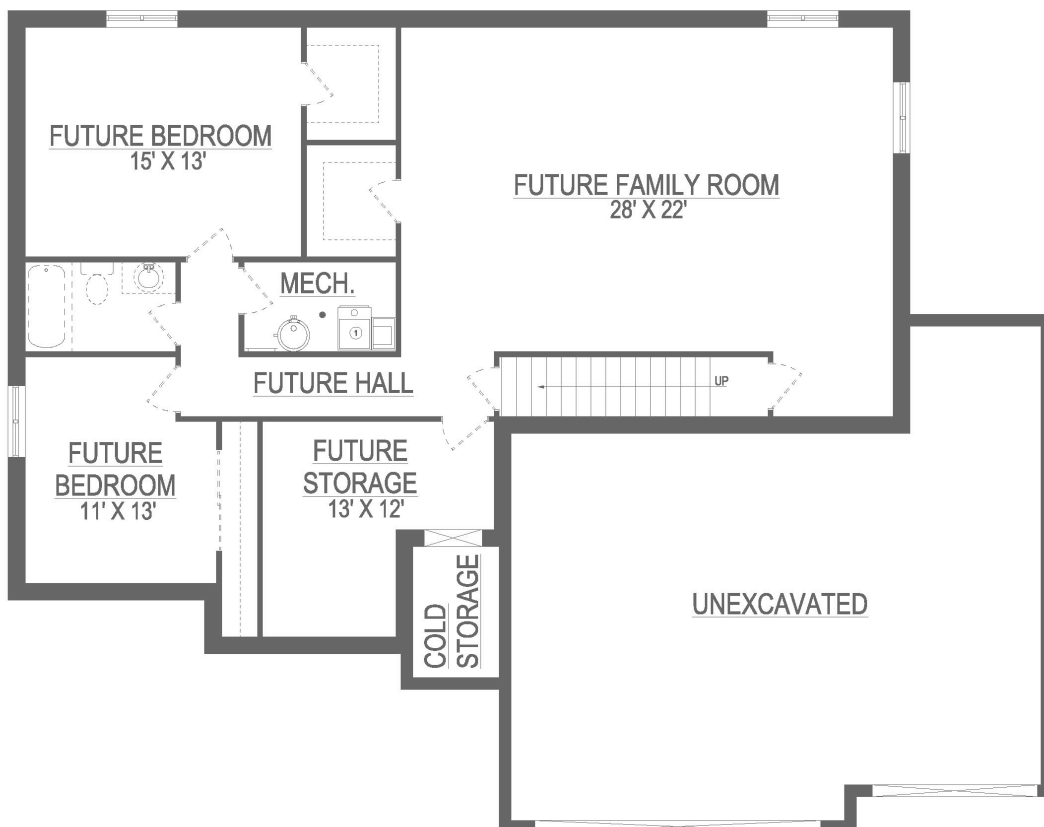 FUTURE BEDROOM
15' X 13'
FUTURE FAMILY ROOM
28' X 22'
MECH.
1
FUTURE HALL
UP
FUTURE
BEDROOM
11' X 13'
FUTURE
STORAGE
13' X 12'
COLD
STORAGE
UNEXCAVATED